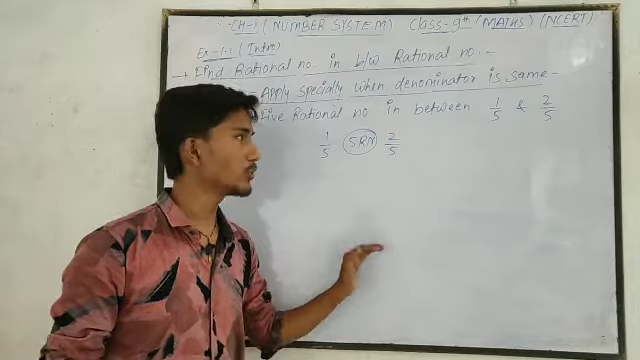 CH-1 (NUMBER SYSTEM) Class-9th (MATHS) (NCERT)
Ex-1.1 (Intro)
→ Find Rational no. in b/w Rational no. -
Apply specially when denominator is same -
Five Rational no in between 1/5 & 2/5
1/5 5RN 2/5